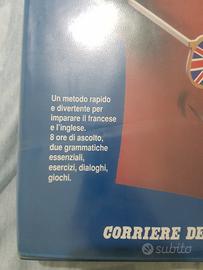 Un metodo rapido
e divertente per
imparare il francese
e l'inglese.
8 ore di ascolto,
due grammatiche
essenziali,
esercizi, dialoghi,
giochi.
CORRIERE DE
subito